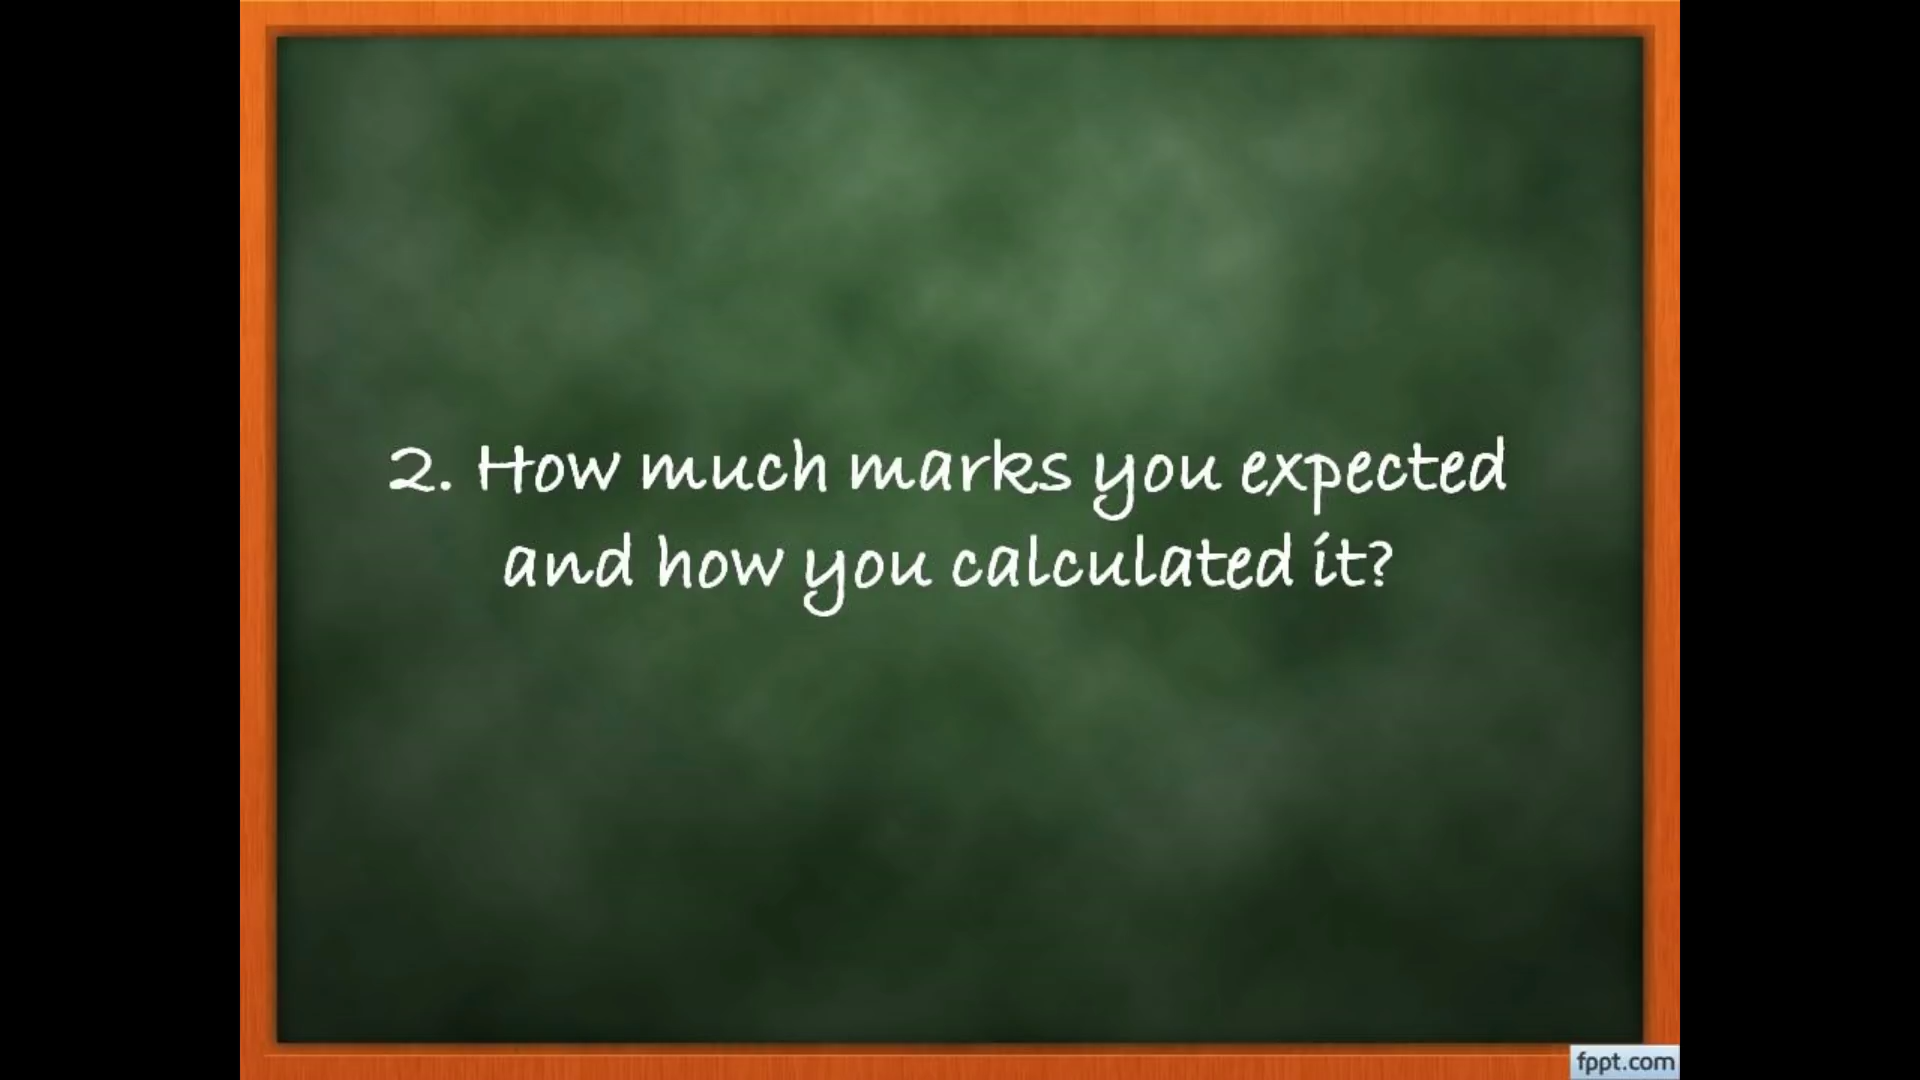 2. How much marks you expected
and how you calculated it?
fppt.com